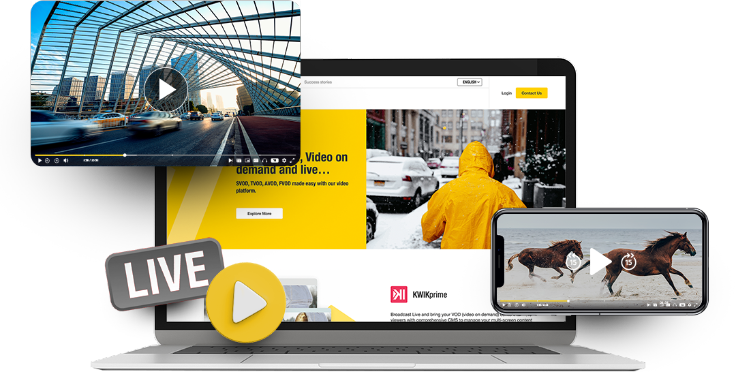 Success stories
ENGLISH
Login
Contact Us
, Video on
demand and live...
SVOD, TVOD, AVOD, FVOD made easy with our video
platform.
Explore More
LIVE
15
15
KWIKprime
Broadcast Live and bring your VOD (video on demand)
viewers with comprehensive CMS to manage your multi-screen content